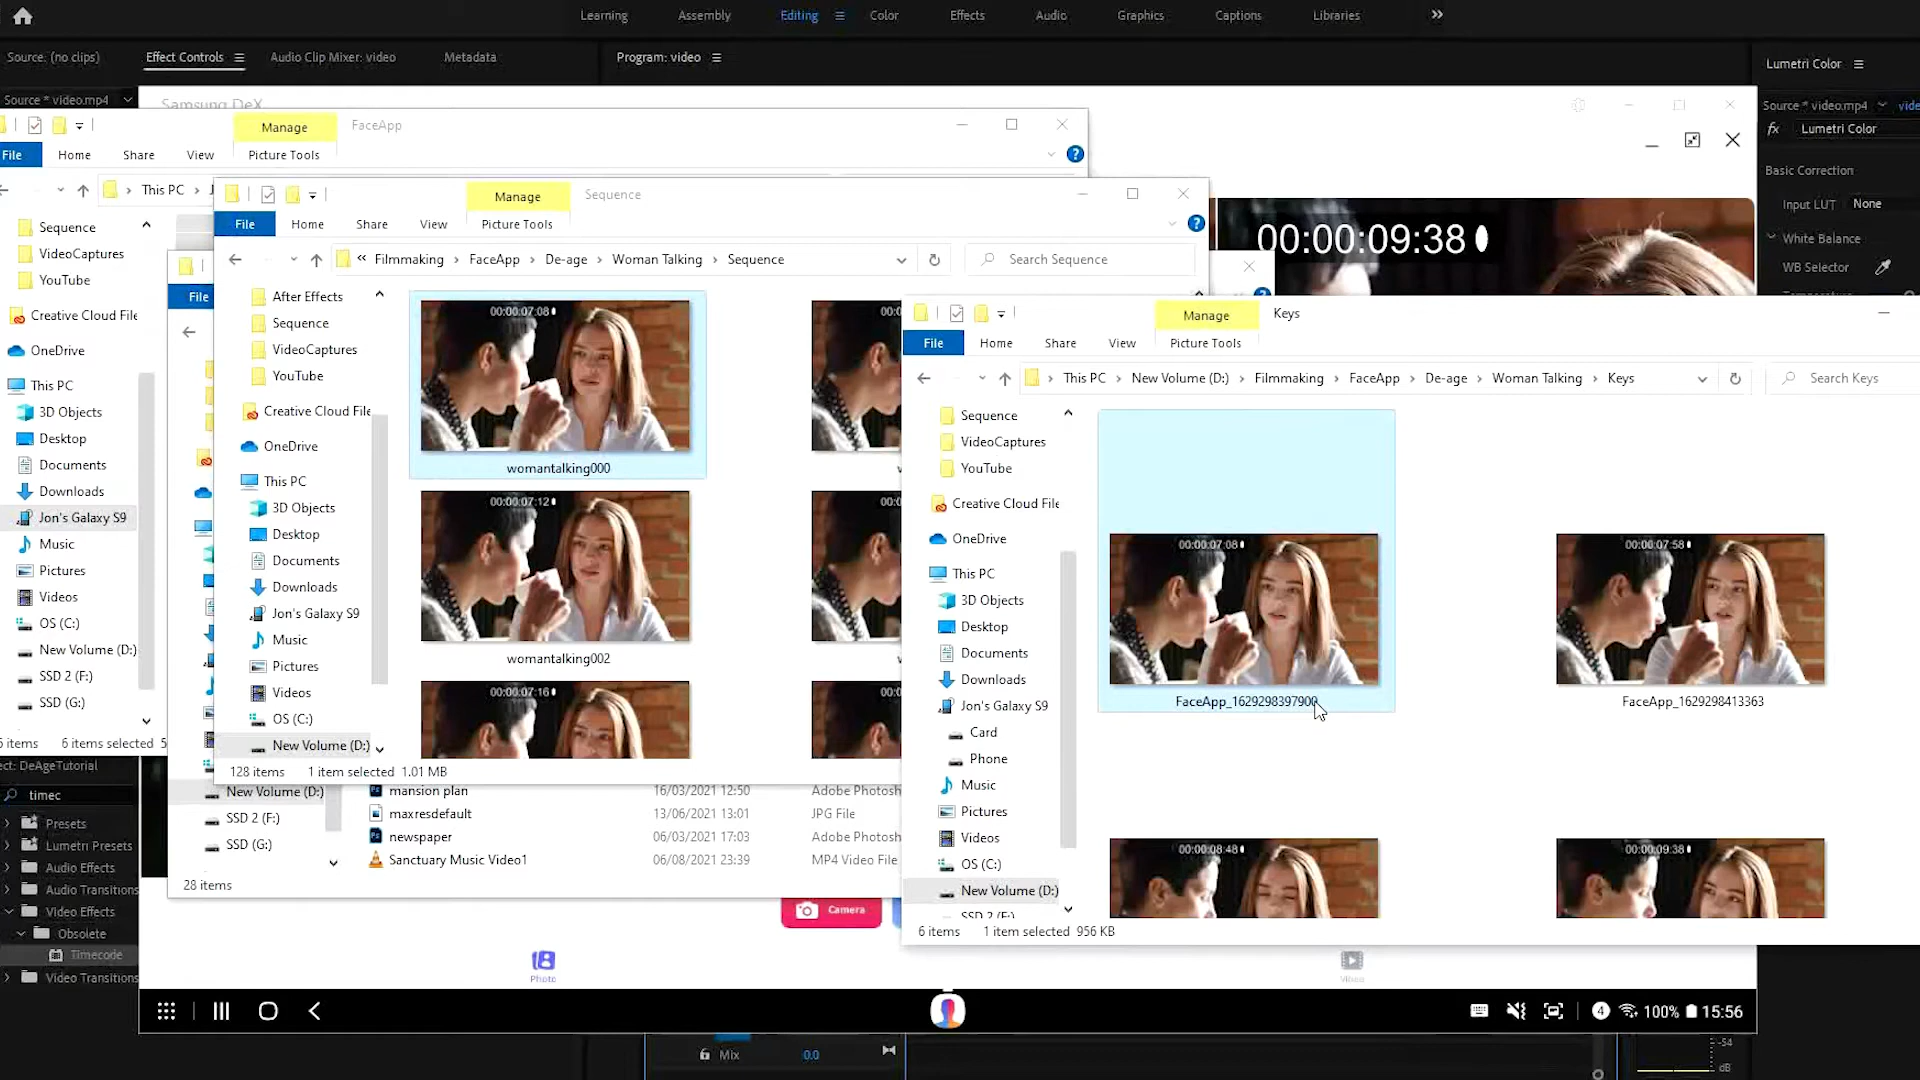 Learning Assembly Editing Color Effects Audio Graphics Captions Libraries
Source: (no clips) Effect Controls Audio Clip Mixer: video Metadata Program: video
Lumetri Color
Source * video.mp4
Samsung DeX
Source * video.mp4
fx Lumetri Color
Basic Correction
Input LUT None
White Balance
WB Selector
Manage FaceApp
File Home Share View Picture Tools
This PC
Sequence
VideoCaptures
YouTube
Creative Cloud File
OneDrive
This PC
3D Objects
Desktop
Documents
Downloads
Jon's Galaxy S9
Music
Pictures
Videos
OS (C:)
New Volume (D:)
SSD 2 (F:)
SSD (G:)
6 items selected
File
Manage Sequence
File Home Share View Picture Tools
Filmmaking FaceApp De-age Woman Talking Sequence
Search Sequence
After Effects
Sequence
VideoCaptures
YouTube
Creative Cloud File
OneDrive
This PC
3D Objects
Desktop
Documents
Downloads
Jon's Galaxy S9
Music
Pictures
Videos
OS (C:)
New Volume (D:)
00:00:07:08
womantalking000
00:00:07:12
womantalking002
00:00:07:16
128 items 1 item selected 1.01 MB
00:00:09:38
Manage Keys
File Home Share View Picture Tools
This PC New Volume (D:) Filmmaking FaceApp De-age Woman Talking Keys
Search Keys
Sequence
VideoCaptures
YouTube
Creative Cloud File
OneDrive
This PC
3D Objects
Desktop
Documents
Downloads
Jon's Galaxy S9
Card
Phone
Music
Pictures
Videos
OS (C:)
New Volume (D:)
SSD 2 (F:)
00:00:07:08
FaceApp_1629298397900
00:00:07:58
FaceApp_1629298413363
00:00:08:48
00:00:09:38
6 items 1 item selected 956 KB
New Volume (D:)
SSD 2 (F:)
SSD (G:)
mansion plan 16/03/2021 12:50 Adobe Photosh
maxresdefault 13/06/2021 13:01 JPG File
newspaper 06/03/2021 17:03 Adobe Photosh
Sanctuary Music Video1 06/08/2021 23:39 MP4 Video File
28 items
ect: DeAgeTutorial
timec
Presets
Lumetri Presets
Audio Effects
Audio Transitions
Video Effects
Obsolete
Timecode
Video Transitions
Camera
Photo
Video
4 100% 15:56
Mix 0.0
-54
dB